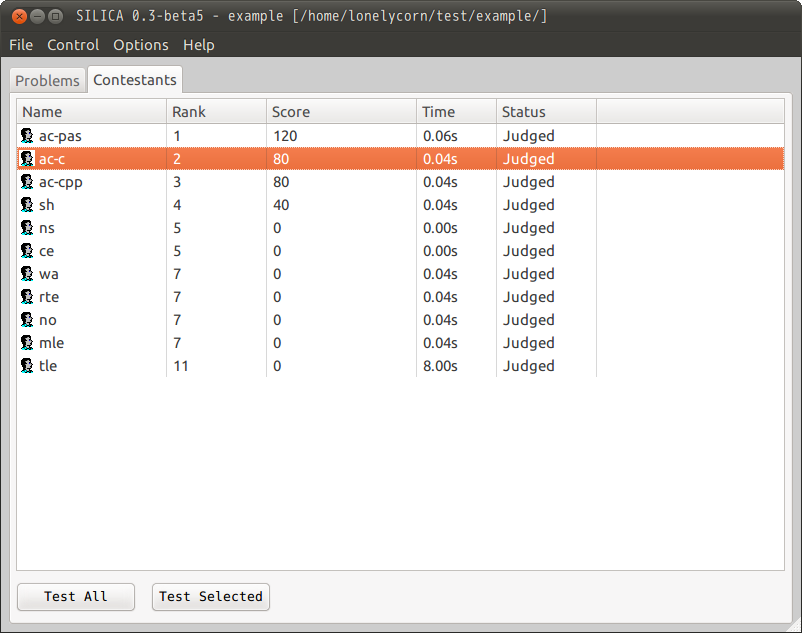 SILICA 0.3-beta5 - example [/home/lonelycorn/test/example/]
File Control Options Help
Problems Contestants
Name Rank Score Time Status
ac-pas 1 120 0.06s Judged
ac-c 2 80 0.04s Judged
ac-cpp 3 80 0.04s Judged
sh 4 40 0.04s Judged
ns 5 0 0.00s Judged
ce 5 0 0.00s Judged
wa 7 0 0.04s Judged
rte 7 0 0.04s Judged
no 7 0 0.04s Judged
mle 7 0 0.04s Judged
tle 11 0 8.00s Judged
Test All Test Selected